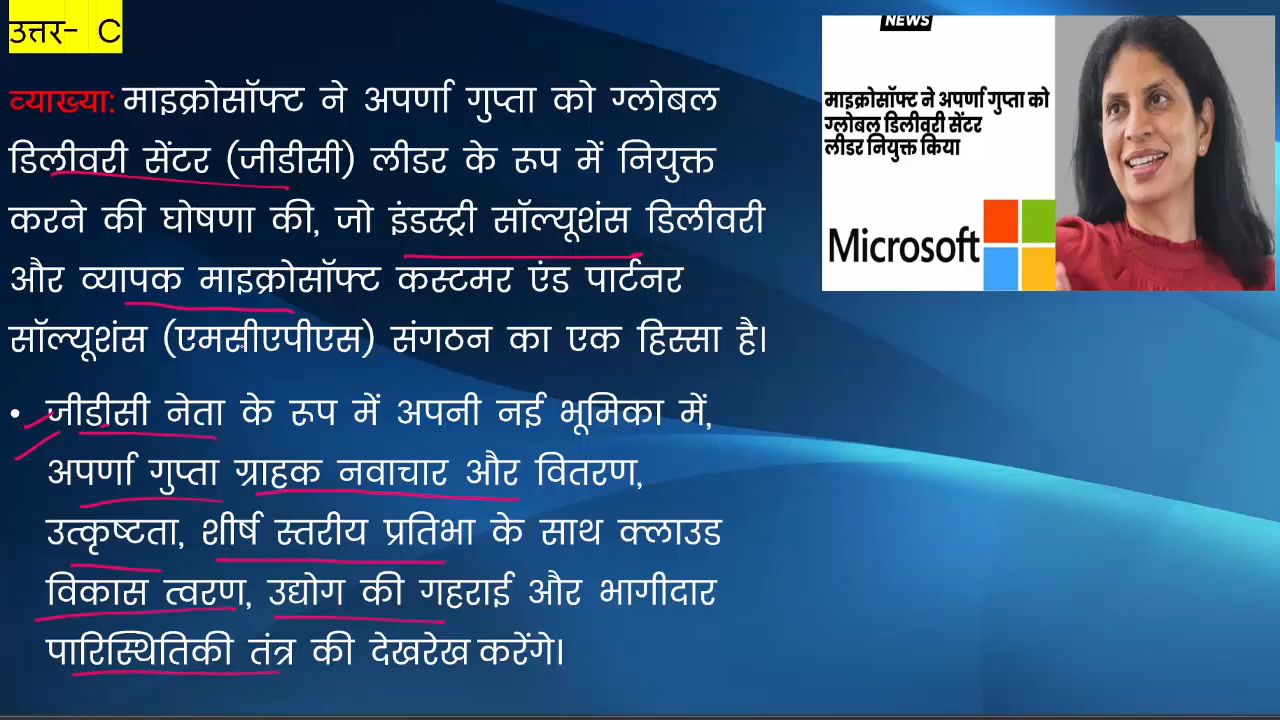 उत्तर- C
व्याख्या: माइक्रोसॉफ्ट ने अपर्णा गुप्ता को ग्लोबल
डिलीवरी सेंटर (जीडीसी) लीडर के रूप में नियुक्त
करने की घोषणा की, जो इंडस्ट्री सॉल्यूशंस डिलीवरी
और व्यापक माइक्रोसॉफ्ट कस्टमर एंड पार्टनर
सॉल्यूशंस (एमसीएपीएस) संगठन का एक हिस्सा है।
• जीडीसी नेता के रूप में अपनी नई भूमिका में,
अपर्णा गुप्ता ग्राहक नवाचार और वितरण,
उत्कृष्टता, शीर्ष स्तरीय प्रतिभा के साथ क्लाउड
विकास त्वरण, उद्योग की गहराई और भागीदार
पारिस्थितिकी तंत्र की देखरेख करेंगे।
NEWS
माइक्रोसॉफ्ट ने अपर्णा गुप्ता को
ग्लोबल डिलीवरी सेंटर
लीडर नियुक्त किया
Microsoft